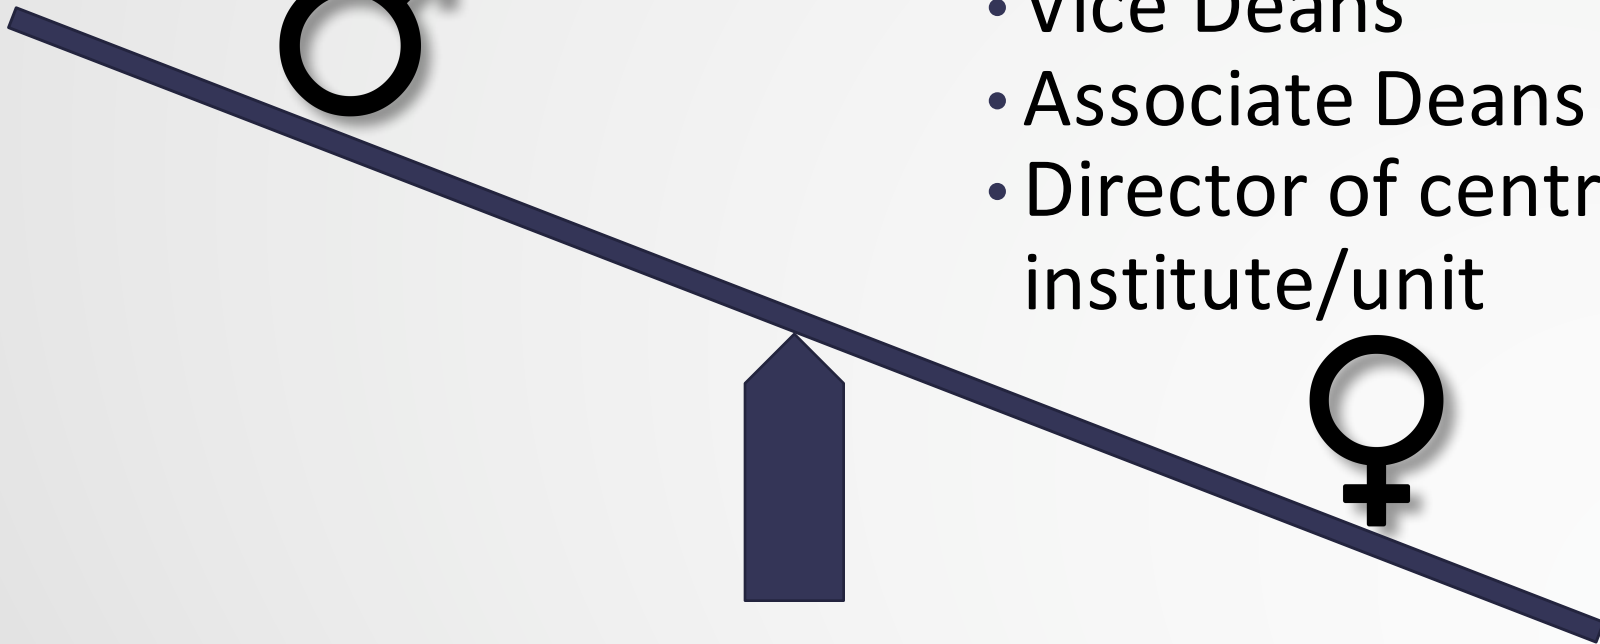 • Vice Deans
• Associate Deans
• Director of centr
institute/unit